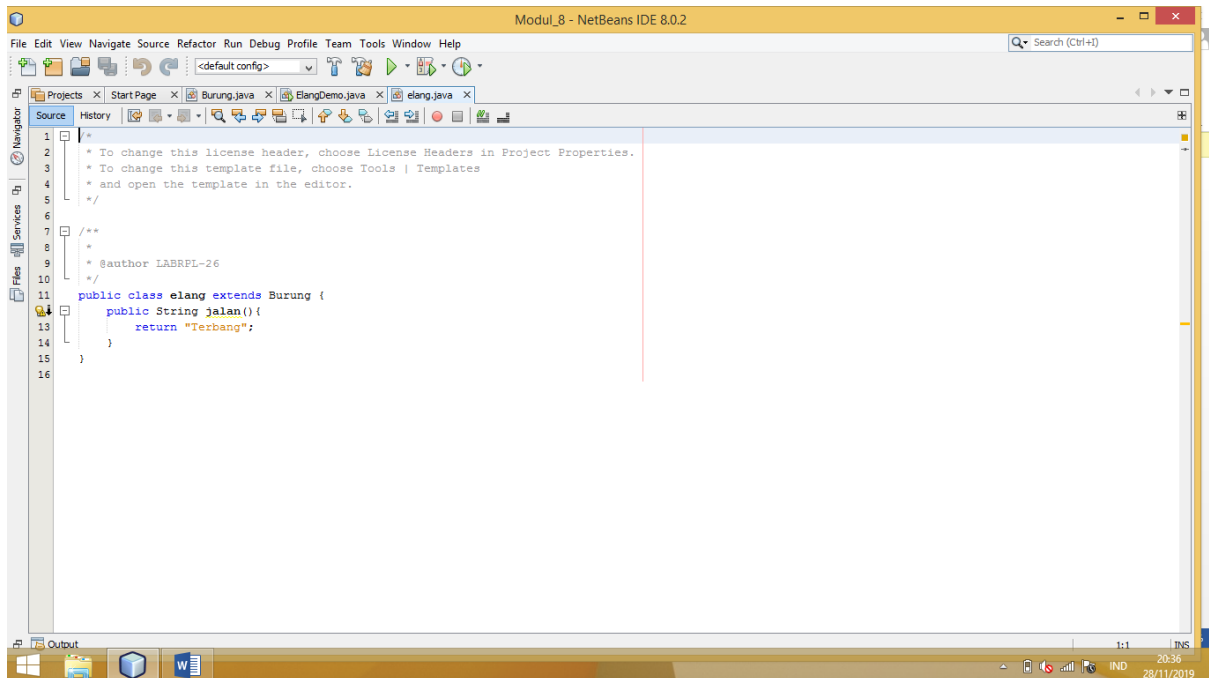 Modul_8 - NetBeans IDE 8.0.2
File Edit View Navigate Source Refactor Run Debug Profile Team Tools Window Help
Search (Ctrl+I)
<default config>
Projects Start Page Burung.java ElangDemo.java elang.java
Source History
Navigator
Services
Files
1 /*
2 * To change this license header, choose License Headers in Project Properties.
3 * To change this template file, choose Tools | Templates
4 * and open the template in the editor.
5 */
6
7 /**
8 *
9 * @author LABRPL-26
10 */
11 public class elang extends Burung {
public String jalan(){
13 return "Terbang";
14 }
15 }
16
Output
1:1 INS
IND
20:36
28/11/2019